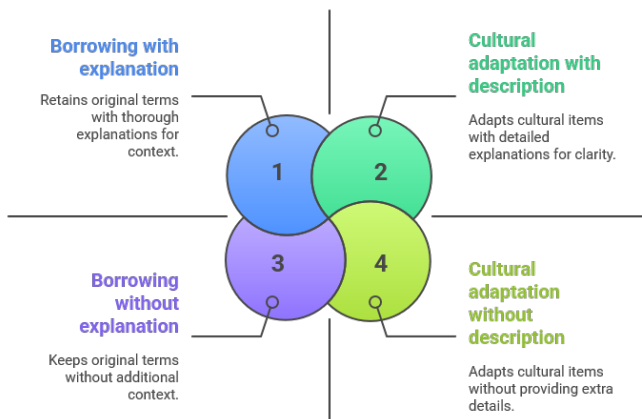 Borrowing with
explanation
Retains original terms
with thorough
explanations for
context.
Cultural
adaptation with
description
Adapts cultural items
with detailed
explanations for clarity.
1
2
3
4
Borrowing
without
explanation
Keeps original terms
without additional
context.
Cultural
adaptation
without
description
Adapts cultural items
without providing extra
details.